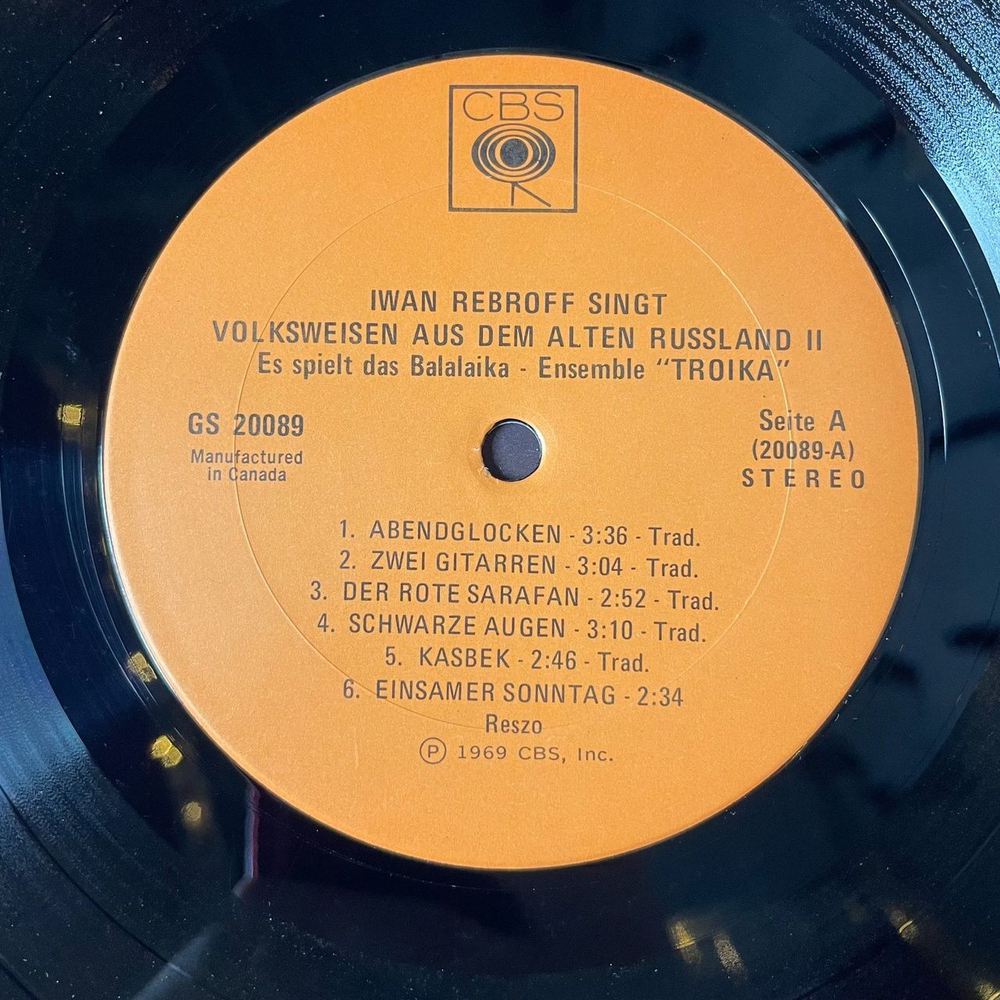 CBS
IWAN REBROFF SINGT
VOLKSWEISEN AUS DEM ALTEN RUSSLAND II
Es spielt das Balalaika - Ensemble "TROIKA"
GS 20089
Manufactured
in Canada
Seite A
(20089-A)
STEREO
1. ABENDGLOCKEN - 3:36 - Trad.
2. ZWEI GITARREN - 3:04 - Trad.
3. DER ROTE SARAFAN - 2:52 - Trad.
4. SCHWARZE AUGEN - 3:10 - Trad.
5. KASBEK - 2:46 - Trad.
6. EINSAMER SONNTAG - 2:34
Reszo
Ⓟ 1969 CBS, Inc.